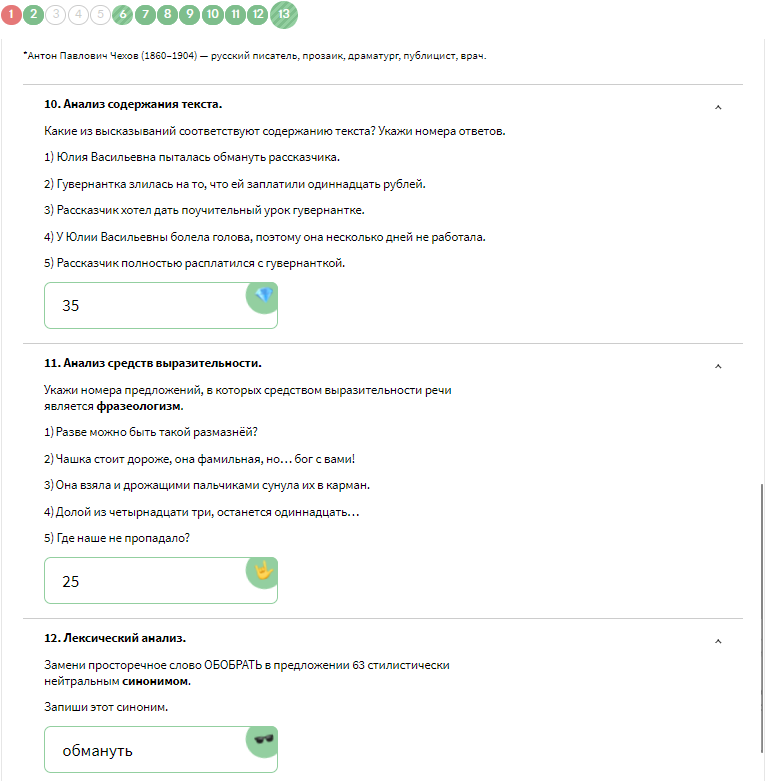 1 2 3 4 5 6 7 8 9 10 11 12 13
*Антон Павлович Чехов (1860–1904) — русский писатель, прозаик, драматург, публицист, врач.
10. Анализ содержания текста.
Какие из высказываний соответствуют содержанию текста? Укажи номера ответов.
1) Юлия Васильевна пыталась обмануть рассказчика.
2) Гувернантка злилась на то, что ей заплатили одиннадцать рублей.
3) Рассказчик хотел дать поучительный урок гувернантке.
4) У Юлии Васильевны болела голова, поэтому она несколько дней не работала.
5) Рассказчик полностью расплатился с гувернанткой.
35
11. Анализ средств выразительности.
Укажи номера предложений, в которых средством выразительности речи
является фразеологизм.
1) Разве можно быть такой размазнёй?
2) Чашка стоит дороже, она фамильная, но… бог с вами!
3) Она взяла и дрожащими пальчиками сунула их в карман.
4) Долой из четырнадцати три, останется одиннадцать…
5) Где наше не пропадало?
25
12. Лексический анализ.
Замени просторечное слово ОБОБРАТЬ в предложении 63 стилистически
нейтральным синонимом.
Запиши этот синоним.
обмануть